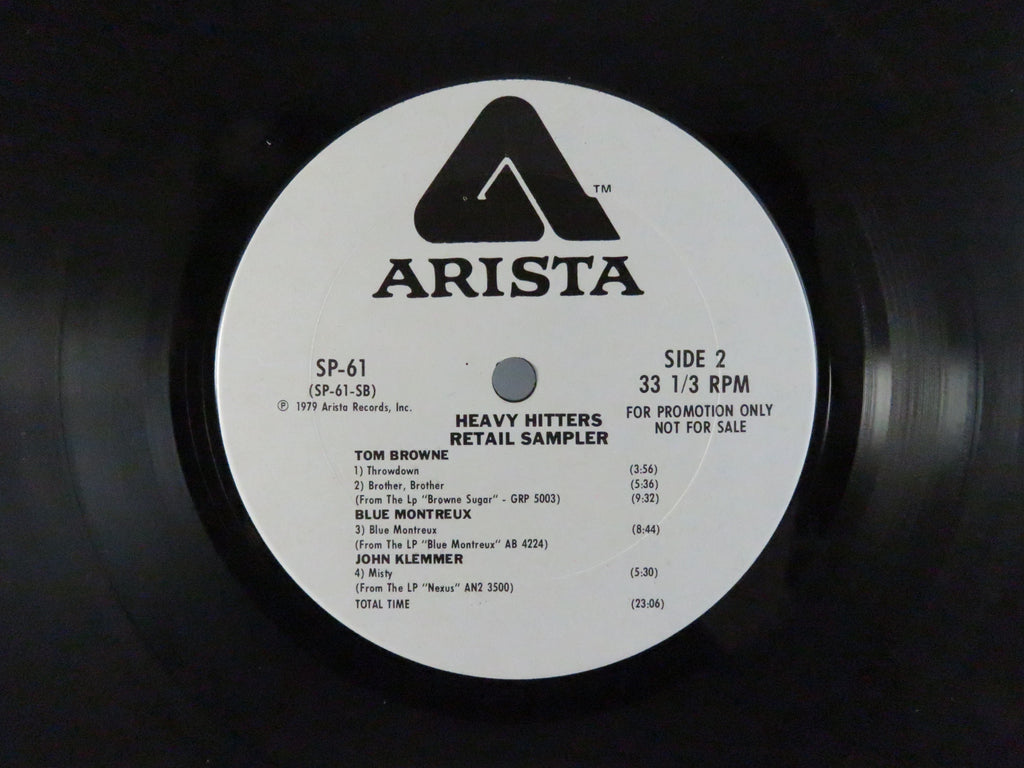 TM
ARISTA
SP-61
(SP-61-SB)
℗ 1979 Arista Records, Inc.
SIDE 2
33 1/3 RPM
FOR PROMOTION ONLY
NOT FOR SALE
HEAVY HITTERS
RETAIL SAMPLER
TOM BROWNE
1) Throwdown (3:56)
2) Brother, Brother (5:36)
(From The Lp "Browne Sugar" - GRP 5003) (9:32)
BLUE MONTREUX
3) Blue Montreux (8:44)
(From The LP "Blue Montreux" AB 4224)
JOHN KLEMMER
4) Misty (5:30)
(From The LP "Nexus" AN2 3500)
TOTAL TIME (23:06)